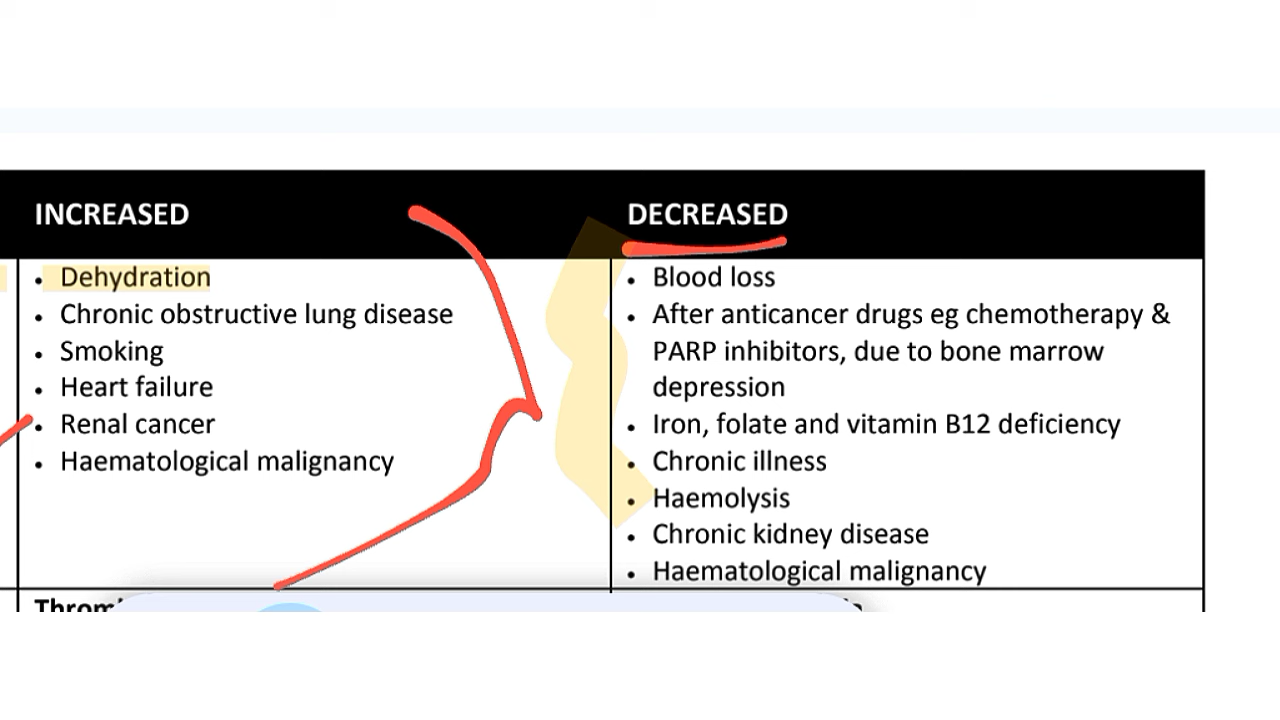 INCREASED
DECREASED
• Dehydration
• Chronic obstructive lung disease
• Smoking
• Heart failure
• Renal cancer
• Haematological malignancy
• Blood loss
• After anticancer drugs eg chemotherapy &
PARP inhibitors, due to bone marrow
depression
• Iron, folate and vitamin B12 deficiency
• Chronic illness
• Haemolysis
• Chronic kidney disease
• Haematological malignancy